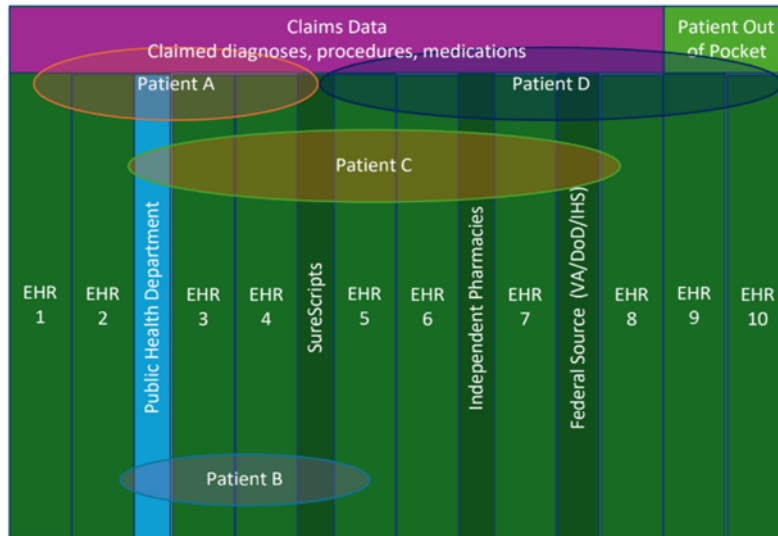 Claims Data
Claimed diagnoses, procedures, medications
Patient Out
of Pocket
Patient A
Patient D
Patient C
EHR
1
EHR
2
Public Health Department
EHR
3
EHR
4
SureScripts
EHR
5
EHR
6
Independent Pharmacies
EHR
7
Federal Source (VA/DoD/IHS)
EHR
8
EHR
9
EHR
10
Patient B